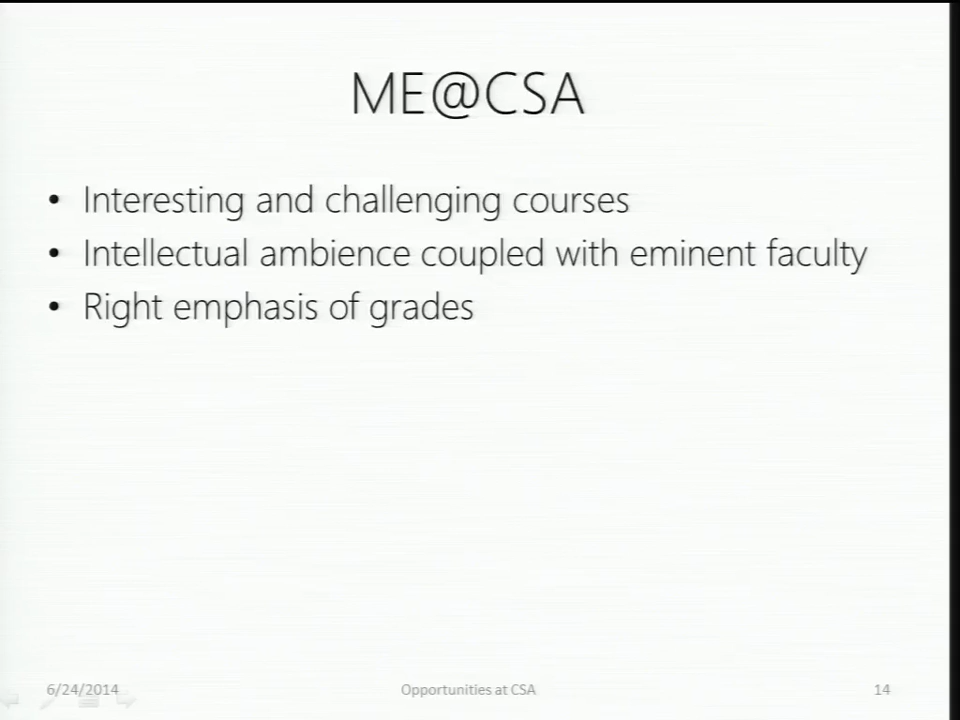 ME@CSA
• Interesting and challenging courses
• Intellectual ambience coupled with eminent faculty
• Right emphasis of grades
6/24/2014 Opportunities at CSA 14